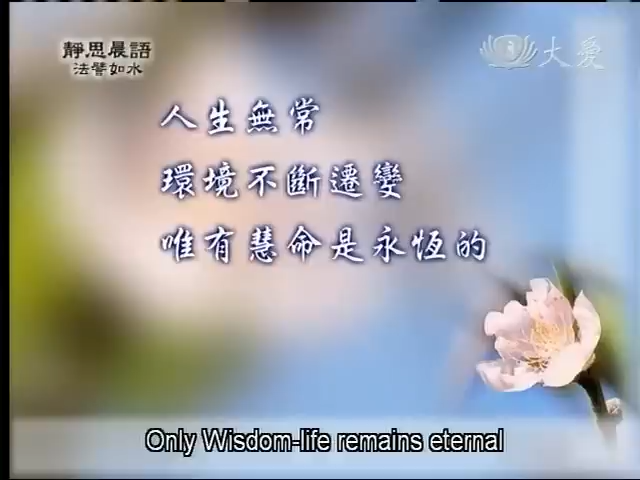 靜思晨語
法譬如水
大愛
人生無常
環境不斷遷變
唯有慧命是永恆的
Only Wisdom-life remains eternal